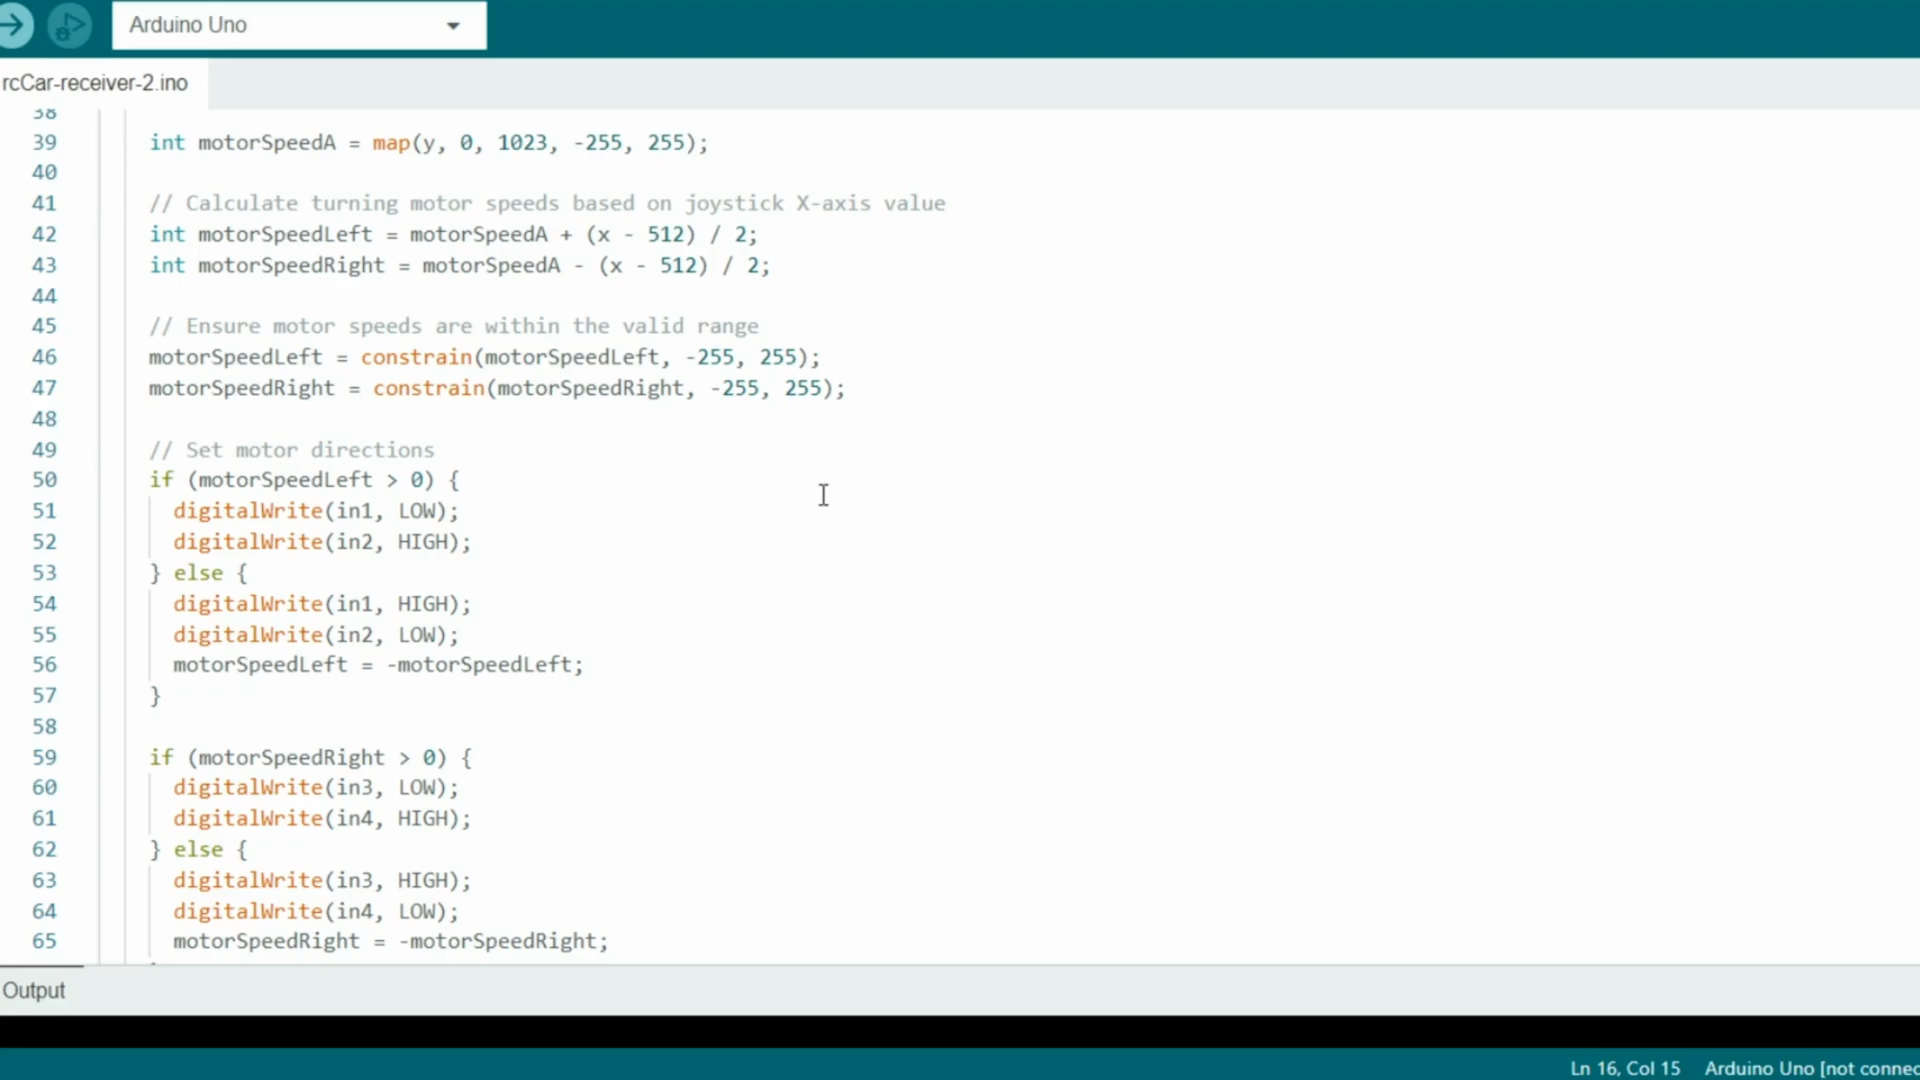 Arduino Uno
rcCar-receiver-2.ino
38
39 int motorSpeedA = map(y, 0, 1023, -255, 255);
40
41 // Calculate turning motor speeds based on joystick X-axis value
42 int motorSpeedLeft = motorSpeedA + (x - 512) / 2;
43 int motorSpeedRight = motorSpeedA - (x - 512) / 2;
44
45 // Ensure motor speeds are within the valid range
46 motorSpeedLeft = constrain(motorSpeedLeft, -255, 255);
47 motorSpeedRight = constrain(motorSpeedRight, -255, 255);
48
49 // Set motor directions
50 if (motorSpeedLeft > 0) {
51 digitalWrite(in1, LOW);
52 digitalWrite(in2, HIGH);
53 } else {
54 digitalWrite(in1, HIGH);
55 digitalWrite(in2, LOW);
56 motorSpeedLeft = -motorSpeedLeft;
57 }
58
59 if (motorSpeedRight > 0) {
60 digitalWrite(in3, LOW);
61 digitalWrite(in4, HIGH);
62 } else {
63 digitalWrite(in3, HIGH);
64 digitalWrite(in4, LOW);
65 motorSpeedRight = -motorSpeedRight;
Output
Ln 16, Col 15 Arduino Uno [not connec